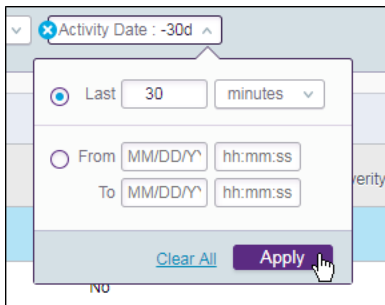 Activity Date : -30d
Last 30 minutes
From MM/DD/Y hh:mm:ss
To MM/DD/Y hh:mm:ss
verity
Clear All Apply
No